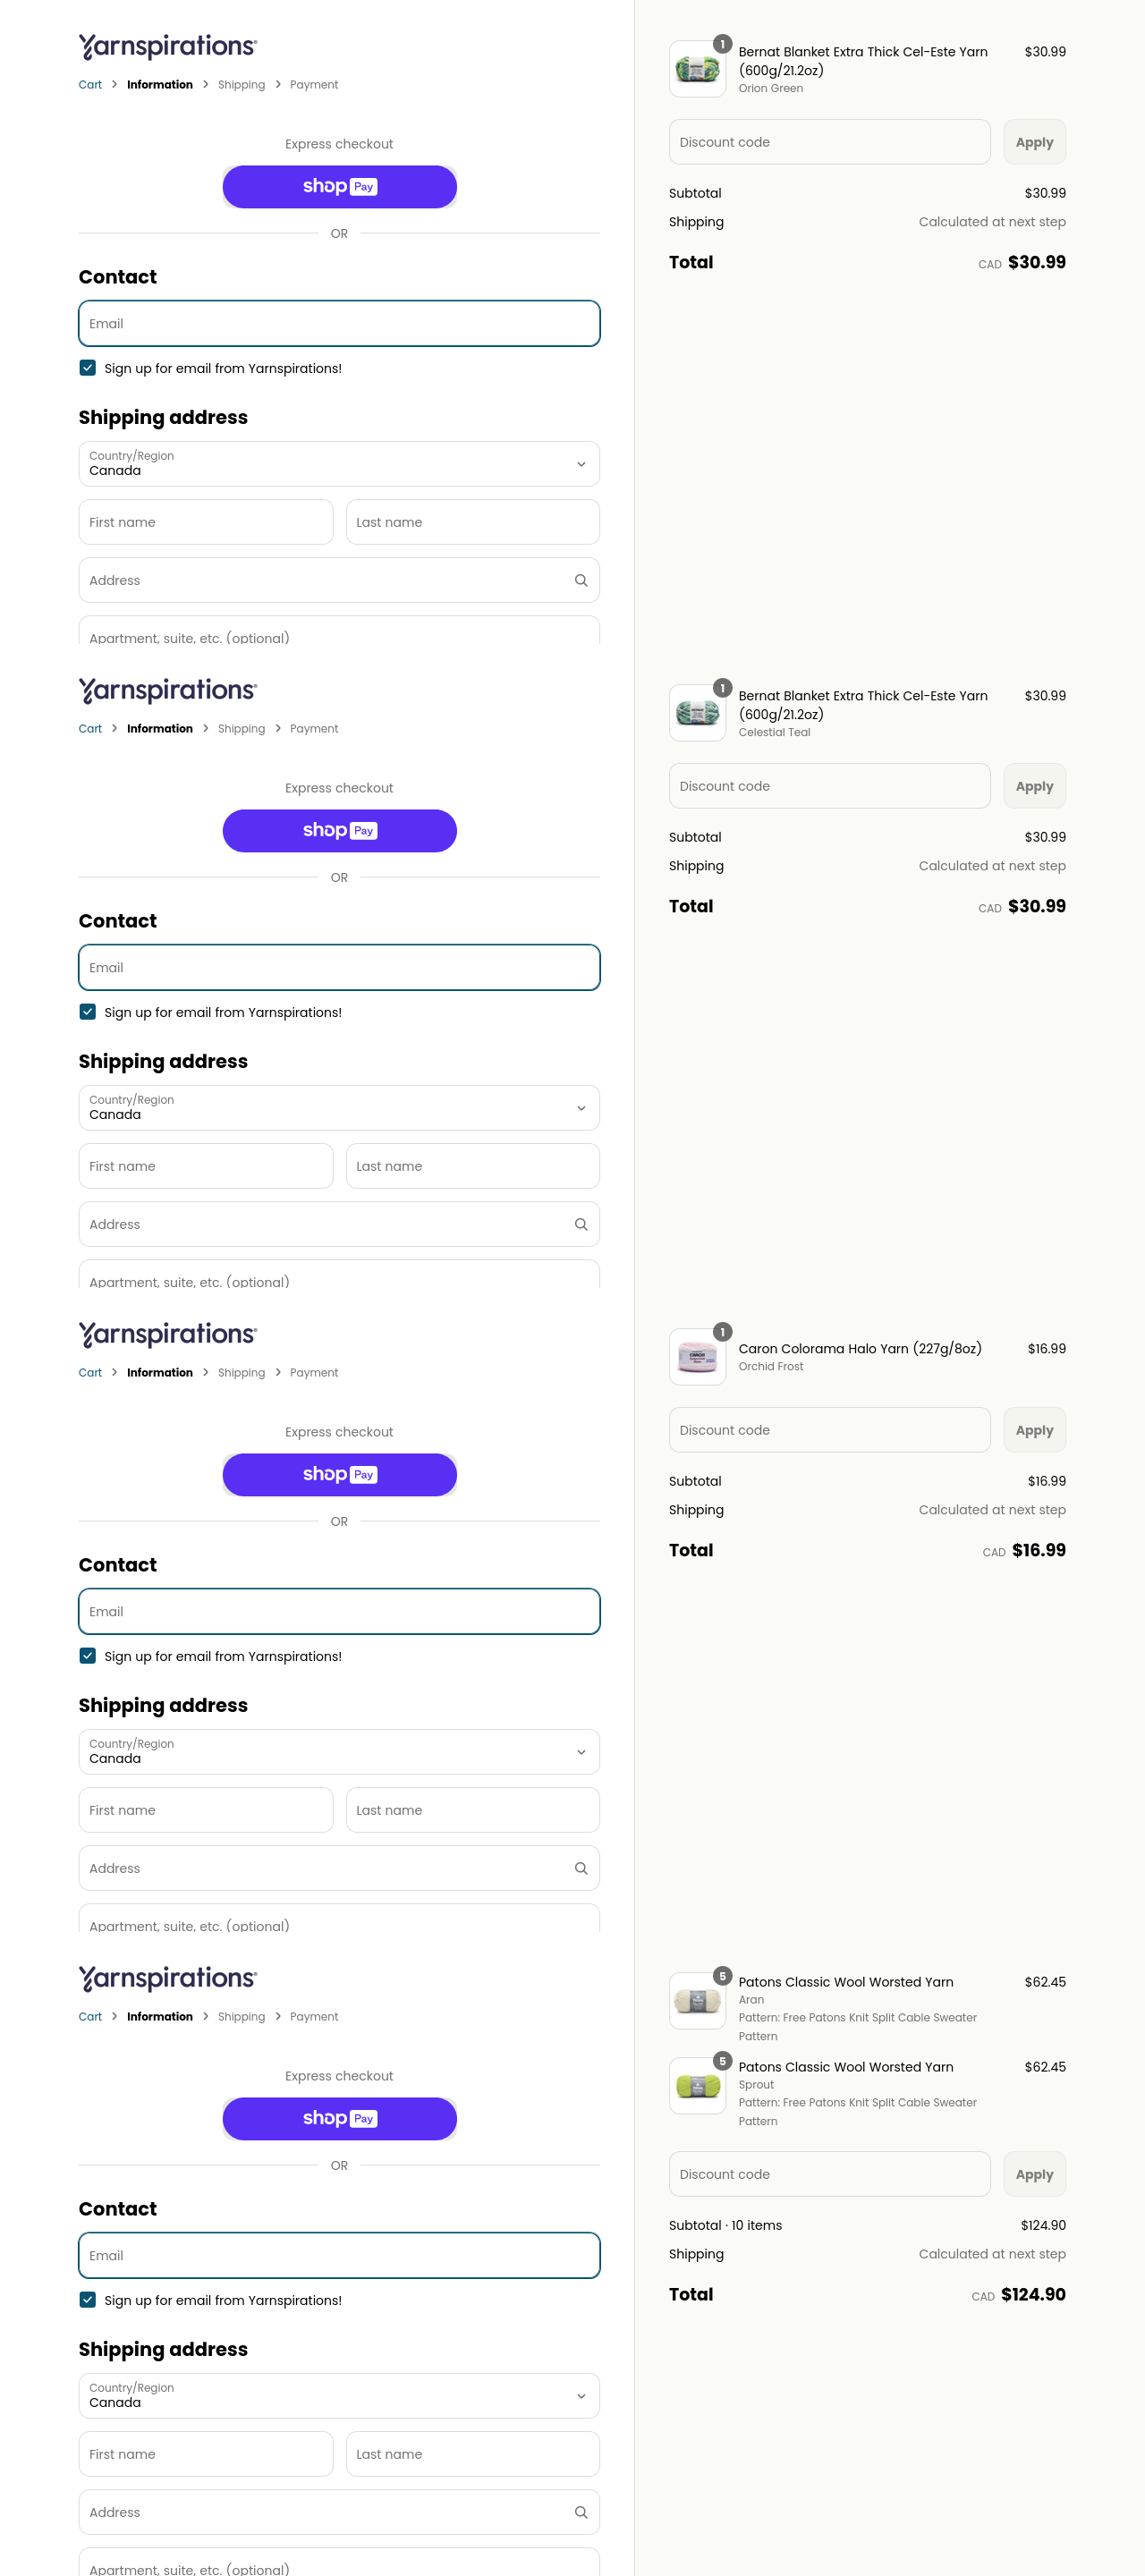 Yarnspirations
Cart > Information > Shipping > Payment
Express checkout
shop Pay
OR
Contact
Email
Sign up for email from Yarnspirations!
Shipping address
Country/Region
Canada
First name Last name
Address
Apartment, suite, etc. (optional)
1
Bernat Blanket Extra Thick Cel-Este Yarn $30.99
(600g/21.2oz)
Orion Green
Discount code Apply
Subtotal $30.99
Shipping Calculated at next step
Total CAD $30.99
Yarnspirations
Cart > Information > Shipping > Payment
Express checkout
shop Pay
OR
Contact
Email
Sign up for email from Yarnspirations!
Shipping address
Country/Region
Canada
First name Last name
Address
Apartment, suite, etc. (optional)
1
Bernat Blanket Extra Thick Cel-Este Yarn $30.99
(600g/21.2oz)
Celestial Teal
Discount code Apply
Subtotal $30.99
Shipping Calculated at next step
Total CAD $30.99
Yarnspirations
Cart > Information > Shipping > Payment
Express checkout
shop Pay
OR
Contact
Email
Sign up for email from Yarnspirations!
Shipping address
Country/Region
Canada
First name Last name
Address
Apartment, suite, etc. (optional)
1
Caron Colorama Halo Yarn (227g/8oz) $16.99
Orchid Frost
Discount code Apply
Subtotal $16.99
Shipping Calculated at next step
Total CAD $16.99
Yarnspirations
Cart > Information > Shipping > Payment
Express checkout
shop Pay
OR
Contact
Email
Sign up for email from Yarnspirations!
Shipping address
Country/Region
Canada
First name Last name
Address
Apartment, suite, etc. (optional)
5
Patons Classic Wool Worsted Yarn $62.45
Aran
Pattern: Free Patons Knit Split Cable Sweater
Pattern
5
Patons Classic Wool Worsted Yarn $62.45
Sprout
Pattern: Free Patons Knit Split Cable Sweater
Pattern
Discount code Apply
Subtotal · 10 items $124.90
Shipping Calculated at next step
Total CAD $124.90